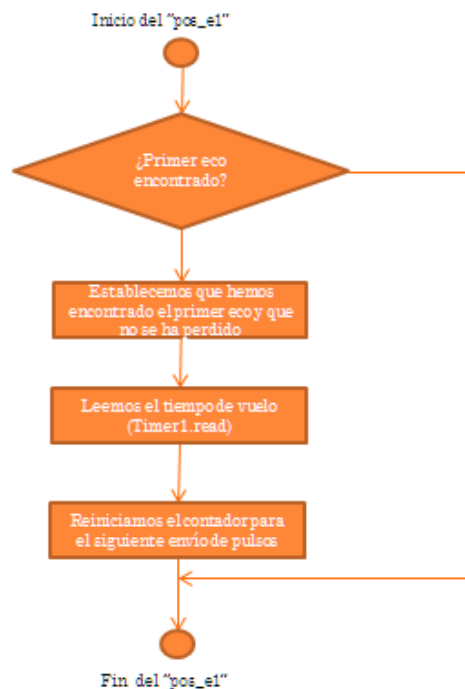 Inicio del "pos_e1"
¿Primer eco
encontrado?
Establecemos que hemos
encontrado el primer eco y que
no se ha perdido
Leemos el tiempo de vuelo
(Timer1.read)
Reiniciamos el contador para
el siguiente envío de pulsos
Fin del "pos_e1"